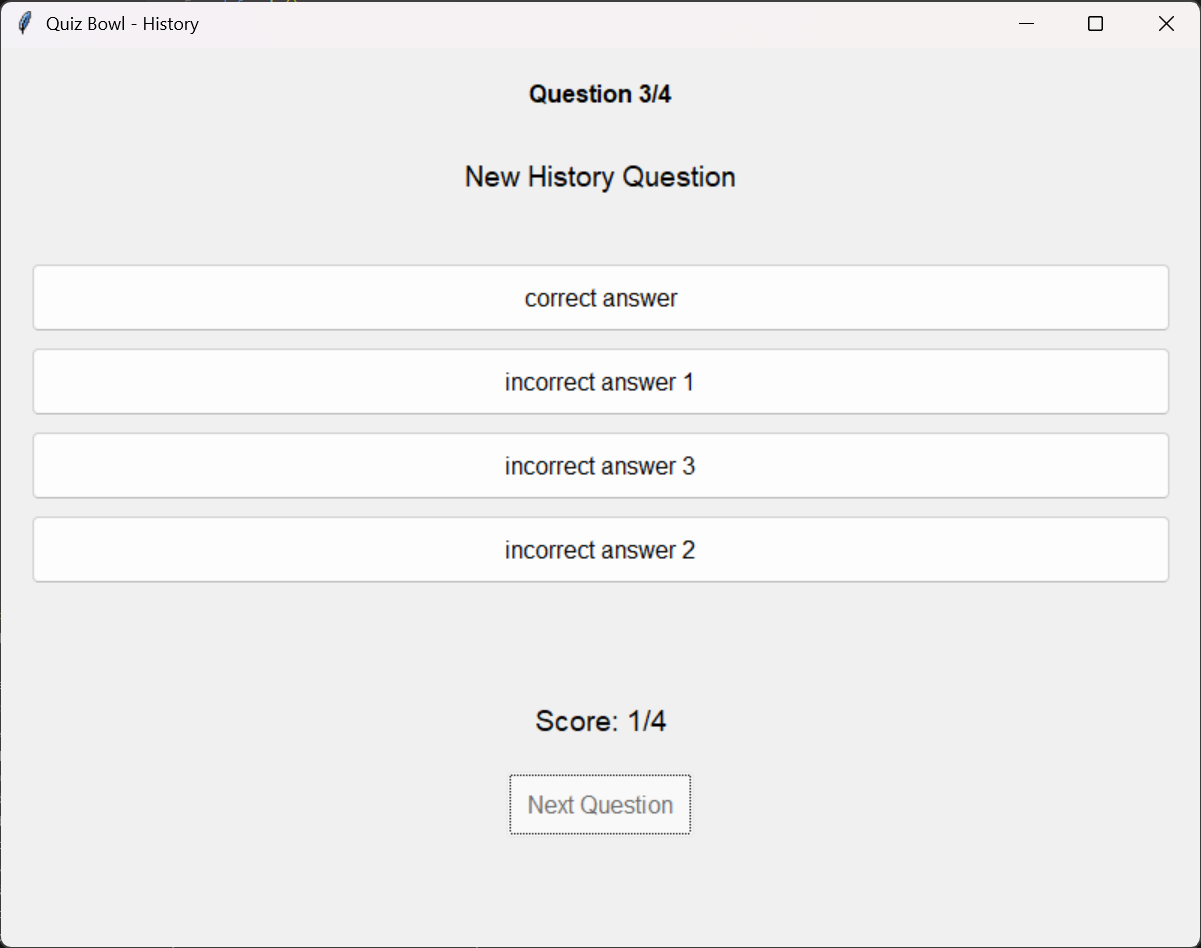 Quiz Bowl - History
Question 3/4
New History Question
correct answer
incorrect answer 1
incorrect answer 3
incorrect answer 2
Score: 1/4
Next Question